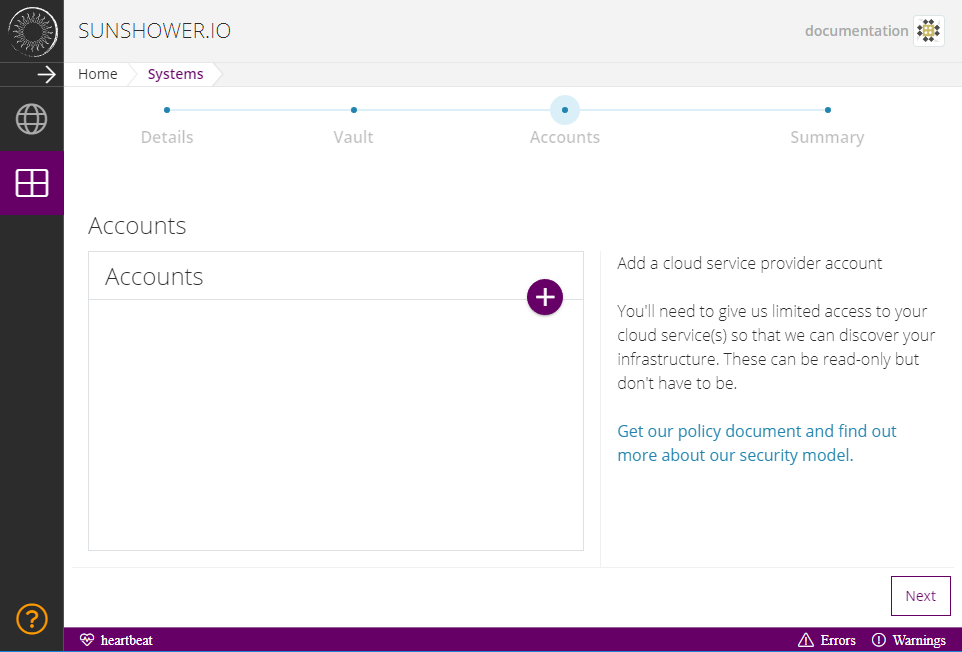 SUNSHOWER.IO
documentation
Home
Systems
Details
Vault
Accounts
Summary
Accounts
Accounts
Add a cloud service provider account
You'll need to give us limited access to your
cloud service(s) so that we can discover your
infrastructure. These can be read-only but
don't have to be.
Get our policy document and find out
more about our security model.
Next
heartbeat
Errors
Warnings